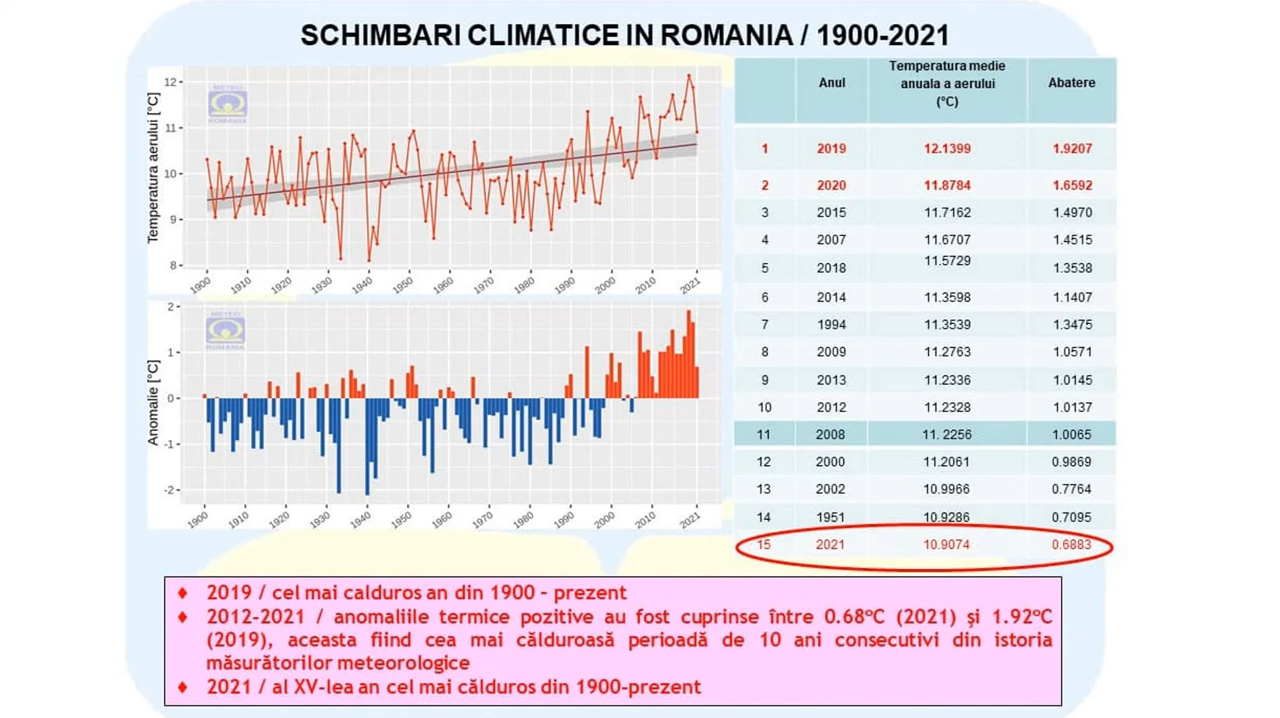 SCHIMBARI CLIMATICE IN ROMANIA / 1900-2021
Temperatura aerului [°C]
12
11
10
9
8
METEO
ROMANIA
1900
1910
1920
1930
1940
1950
1960
1970
1980
1990
2000
2010
2021
Anomalie [°C]
2
1
0
-1
-2
METEO
ROMANIA
1900
1910
1920
1930
1940
1950
1960
1970
1980
1990
2000
2010
2021
Anul Temperatura medie anuala a aerului (°C) Abatere
1 2019 12.1399 1.9207
2 2020 11.8784 1.6592
3 2015 11.7162 1.4970
4 2007 11.6707 1.4515
5 2018 11.5729 1.3538
6 2014 11.3598 1.1407
7 1994 11.3539 1.3475
8 2009 11.2763 1.0571
9 2013 11.2336 1.0145
10 2012 11.2328 1.0137
11 2008 11. 2256 1.0065
12 2000 11.2061 0.9869
13 2002 10.9966 0.7764
14 1951 10.9286 0.7095
15 2021 10.9074 0.6883
♦ 2019 / cel mai calduros an din 1900 – prezent
♦ 2012-2021 / anomaliile termice pozitive au fost cuprinse între 0.68°C (2021) și 1.92°C
(2019), aceasta fiind cea mai călduroasă perioadă de 10 ani consecutivi din istoria
măsurătorilor meteorologice
♦ 2021 / al XV-lea an cel mai călduros din 1900-prezent